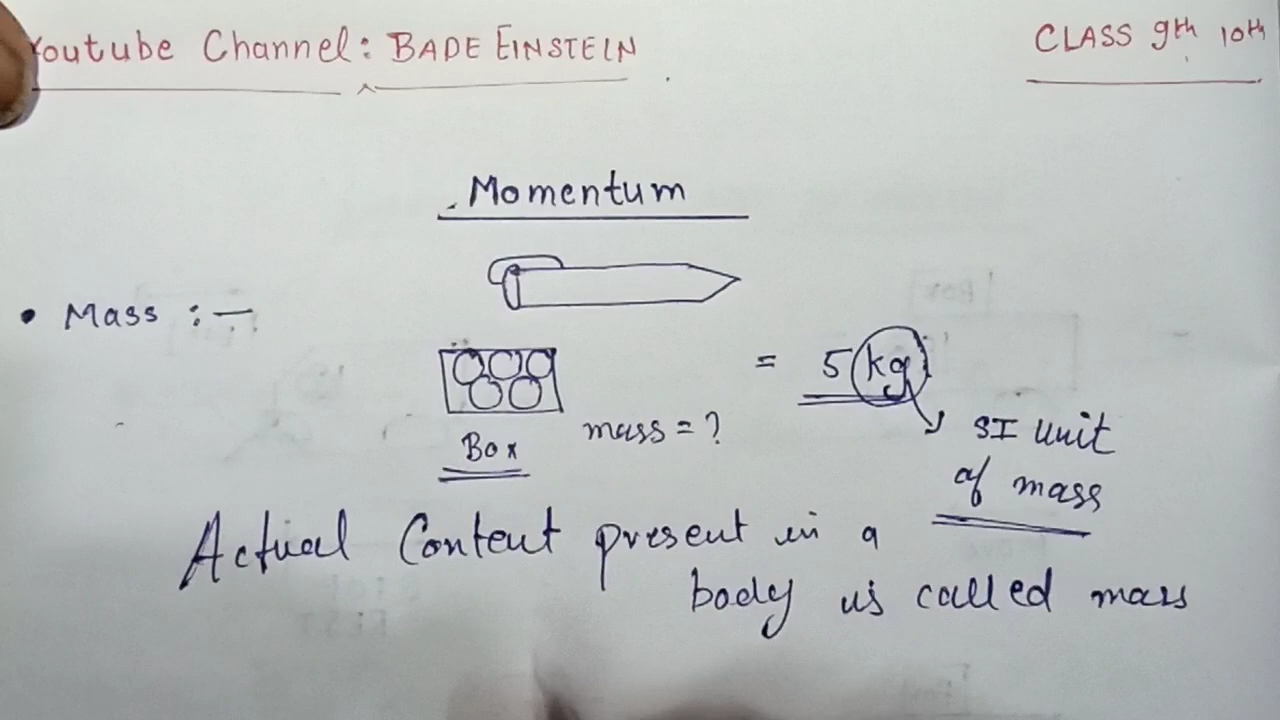 Youtube Channel: BADE EINSTEIN
CLASS 9th 10th
Momentum
• Mass :-
= 5 kg
Box
mass = ?
SI Unit
of mass
Actual Content present in a
body is called mass